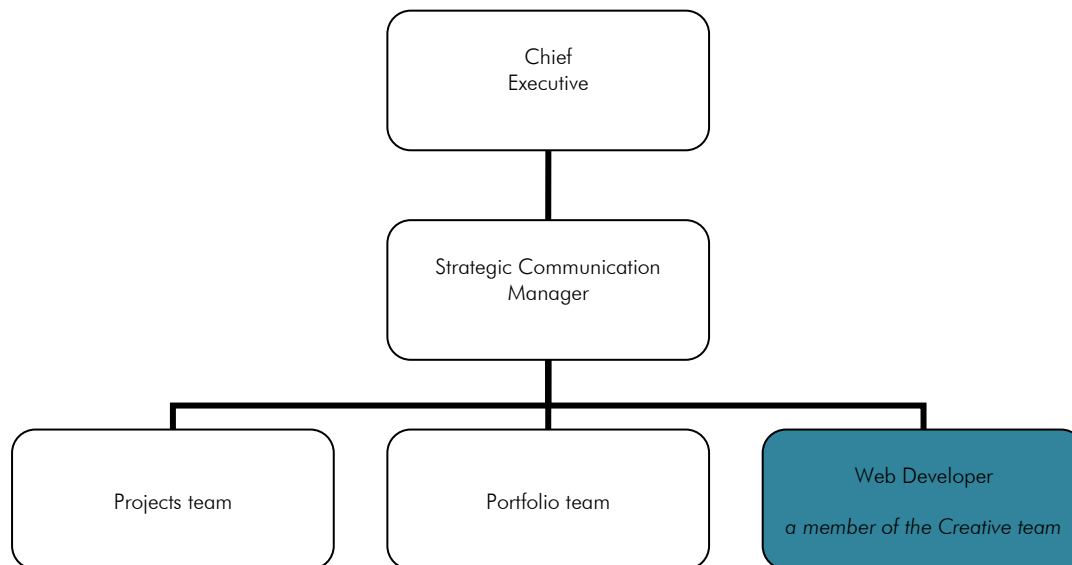 Chief
Executive
Strategic Communication
Manager
Projects team
Portfolio team
Web Developer
a member of the Creative team